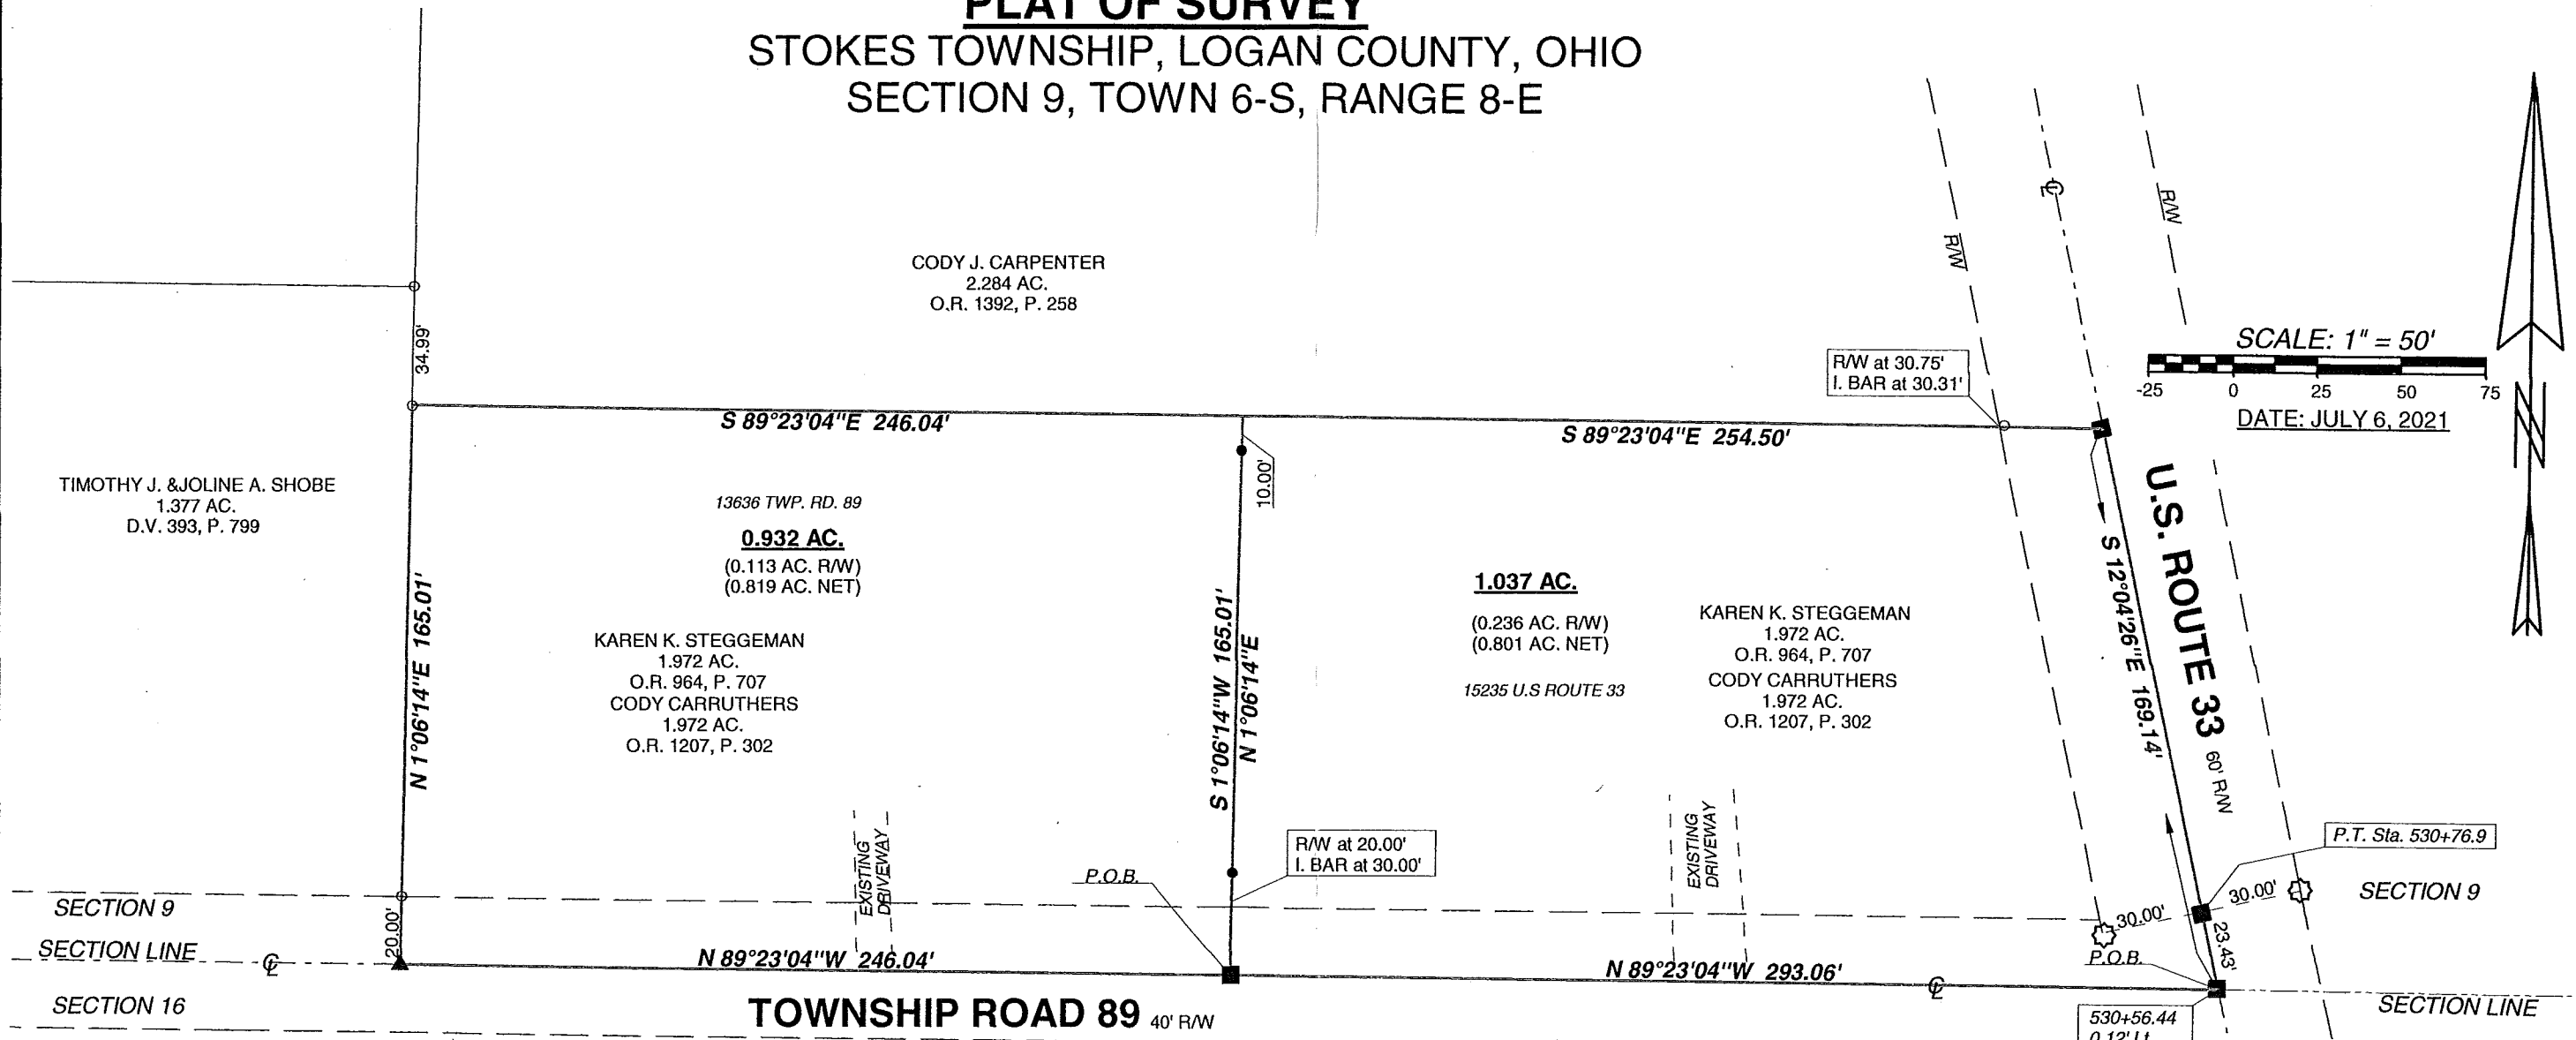 PLAT OF SURVEY
STOKES TOWNSHIP, LOGAN COUNTY, OHIO
SECTION 9, TOWN 6-S, RANGE 8-E
CODY J. CARPENTER
2.284 AC.
O.R. 1392, P. 258
34.99'
R/W
R/W
R/W at 30.75'
I. BAR at 30.31'
SCALE: 1" = 50'
-25 0 25 50 75
DATE: JULY 6, 2021
N
S 89°23'04"E 246.04'
S 89°23'04"E 254.50'
10.00'
TIMOTHY J. &JOLINE A. SHOBE
1.377 AC.
D.V. 393, P. 799
13636 TWP. RD. 89
0.932 AC.
(0.113 AC. R/W)
(0.819 AC. NET)
KAREN K. STEGGEMAN
1.972 AC.
O.R. 964, P. 707
CODY CARRUTHERS
1.972 AC.
O.R. 1207, P. 302
N 1°06'14"E 165.01'
S 1°06'14"W 165.01'
N 1°06'14"E
1.037 AC.
(0.236 AC. R/W)
(0.801 AC. NET)
15235 U.S ROUTE 33
KAREN K. STEGGEMAN
1.972 AC.
O.R. 964, P. 707
CODY CARRUTHERS
1.972 AC.
O.R. 1207, P. 302
S 12°04'26"E 169.14'
U.S. ROUTE 33 60' R/W
EXISTING
DRIVEWAY
R/W at 20.00'
I. BAR at 30.00'
P.O.B.
EXISTING
DRIVEWAY
P.T. Sta. 530+76.9
30.00'
30.00'
23.43'
SECTION 9
SECTION 9
20.00'
SECTION LINE
N 89°23'04"W 246.04'
N 89°23'04"W 293.06'
P.O.B.
SECTION 16
TOWNSHIP ROAD 89 40' R/W
SECTION LINE
530+56.44
0.12' Lt